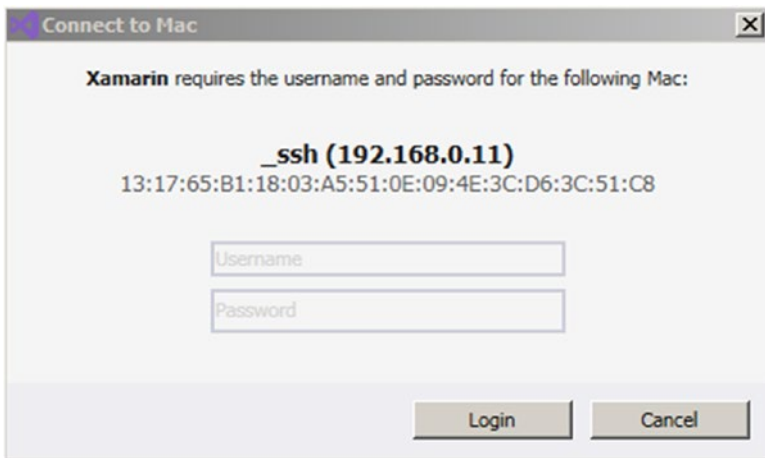 Connect to Mac
Xamarin requires the username and password for the following Mac:
_ssh (192.168.0.11)
13:17:65:B1:18:03:A5:51:0E:09:4E:3C:D6:3C:51:C8
Username
Password
Login Cancel